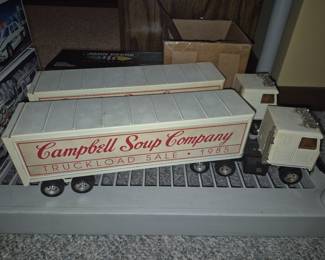 Campbell Soup Company
TRUCKLOAD SALE • 1985